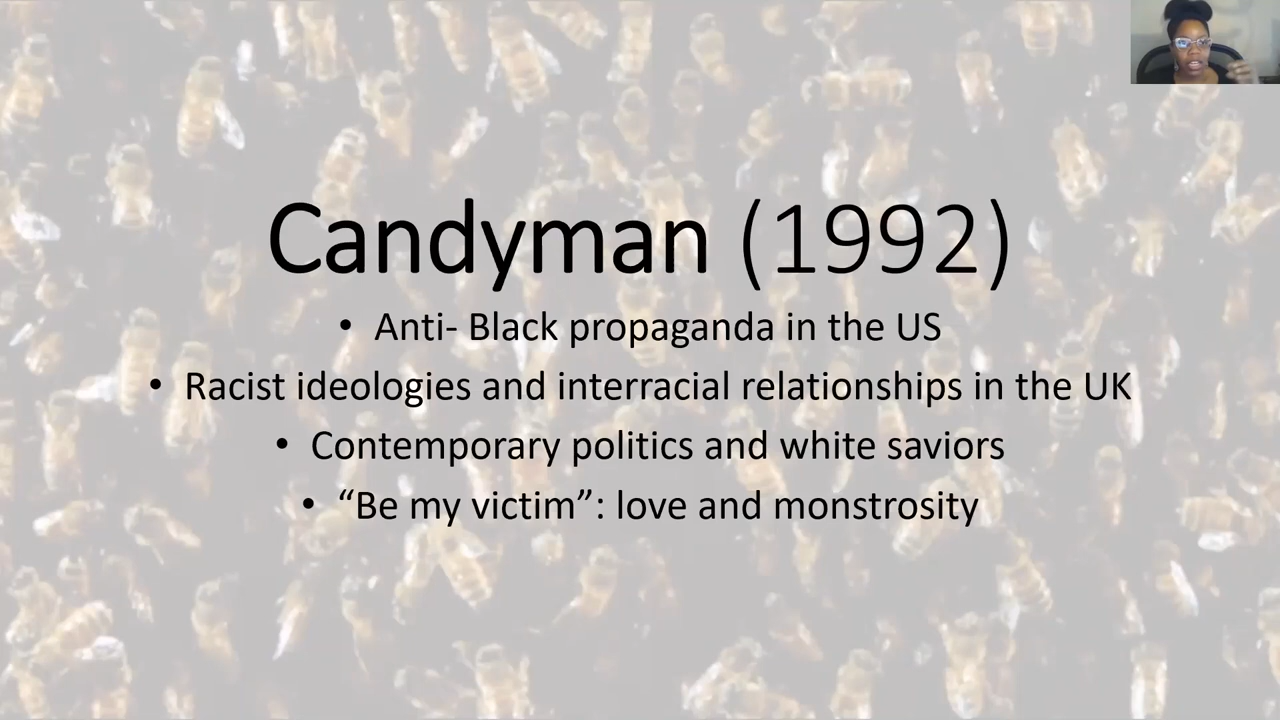 Candyman (1992)
• Anti- Black propaganda in the US
• Racist ideologies and interracial relationships in the UK
• Contemporary politics and white saviors
• “Be my victim”: love and monstrosity